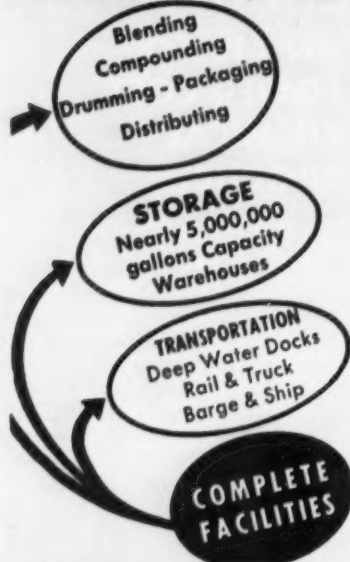 Blending
Compounding
Drumming - Packaging
Distributing
STORAGE
Nearly 5,000,000
gallons Capacity
Warehouses
TRANSPORTATION
Deep Water Docks
Rail & Truck
Barge & Ship
COMPLETE
FACILITIES